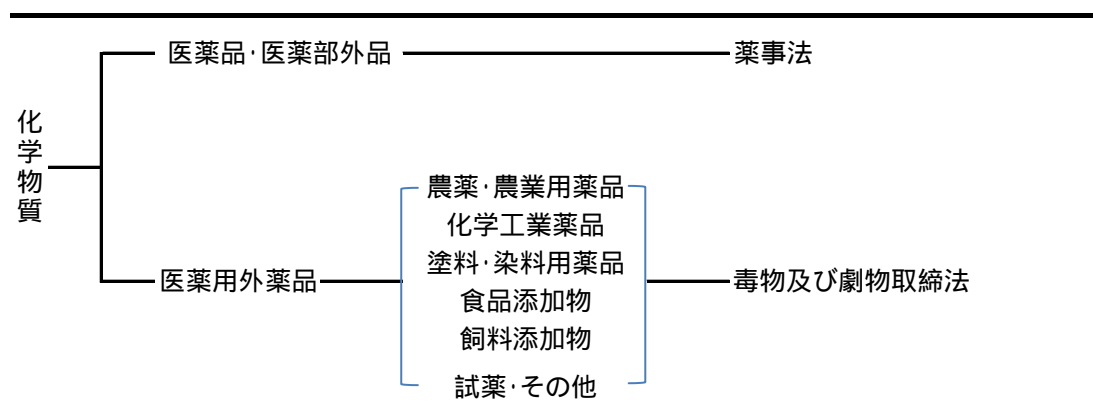 医薬品·医薬部外品
薬事法
化学物質
農薬·農業用薬品
化学工業薬品
塗料·染料用薬品
医薬用外薬品
毒物及び劇物取締法
食品添加物
飼料添加物
試薬·その他